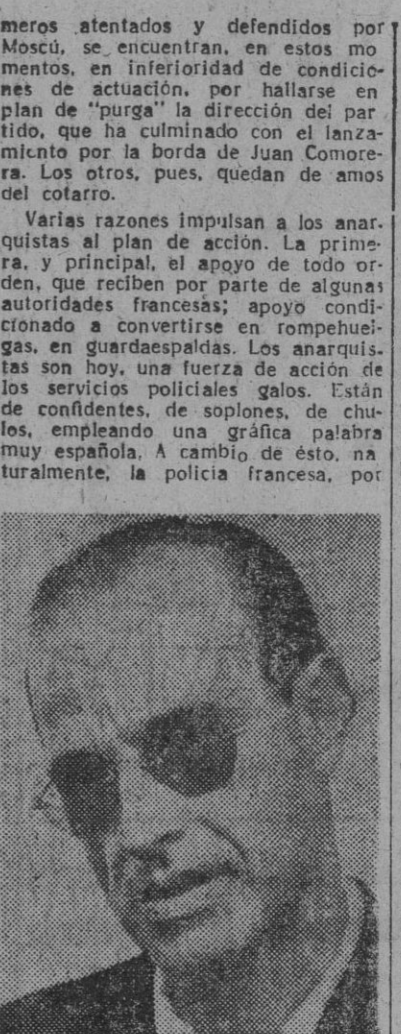 meros atentados y defendidos por
Moscú, se encuentran, en estos mo
mentos, en inferioridad de condicio-
nes de actuación, por hallarse en
plan de "purga" la dirección del par
tido, que ha culminado con el lanza-
miento por la borda de Juan Comore-
ra. Los otros, pues, quedan de amos
del cotarro.
Varias razones impulsan a los anar-
quistas al plan de acción. La prime-
ra, y principal, el apoyo de todo or-
den, que reciben por parte de algunas
autoridades francesas; apoyo condi-
cionado a convertirse en rompehuel-
gas, en guardaespaldas. Los anarquis-
tas son hoy, una fuerza de acción de
los servicios policiales galos. Están
de confidentes, de soplones, de chu-
los, empleando una gráfica palabra
muy española. A cambio de ésto, na
turalmente, la policía francesa, por